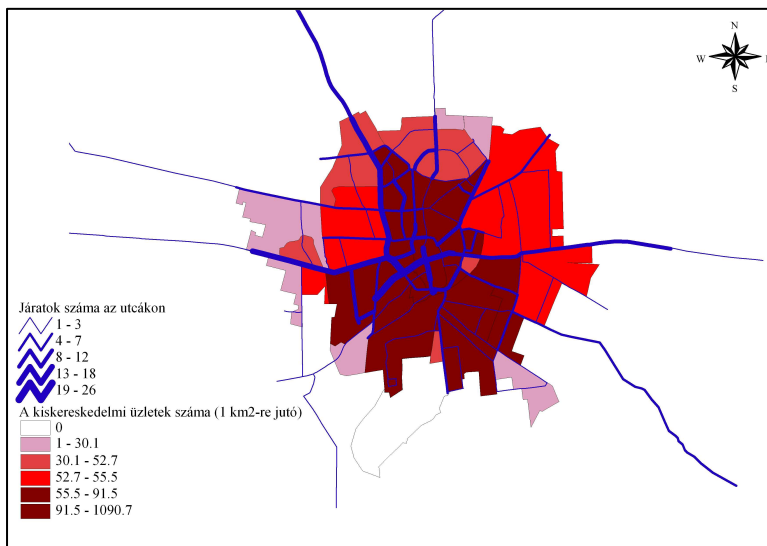 N
W
S
Járatok száma az utcákon
1 - 3
4 - 7
8 - 12
13 - 18
19 - 26
A kiskereskedelmi üzletek száma (1 km2-re jutó)
0
1 - 30.1
30.1 - 52.7
52.7 - 55.5
55.5 - 91.5
91.5 - 1090.7